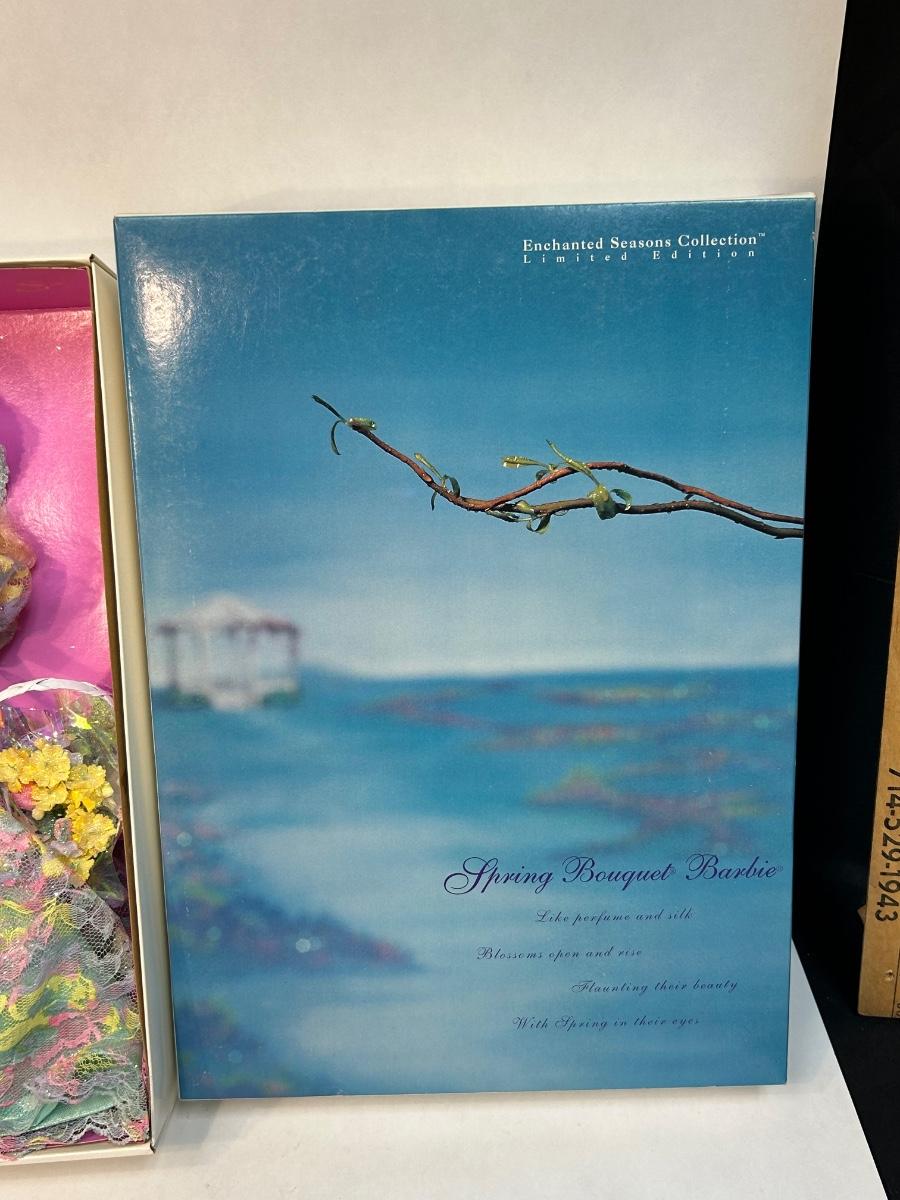 Enchanted Seasons Collection™
Limited Edition
Spring Bouquet® Barbie®
Like perfume and silk
Blossoms open and rise
Flaunting their beauty
With Spring in their eyes
714-529-1943